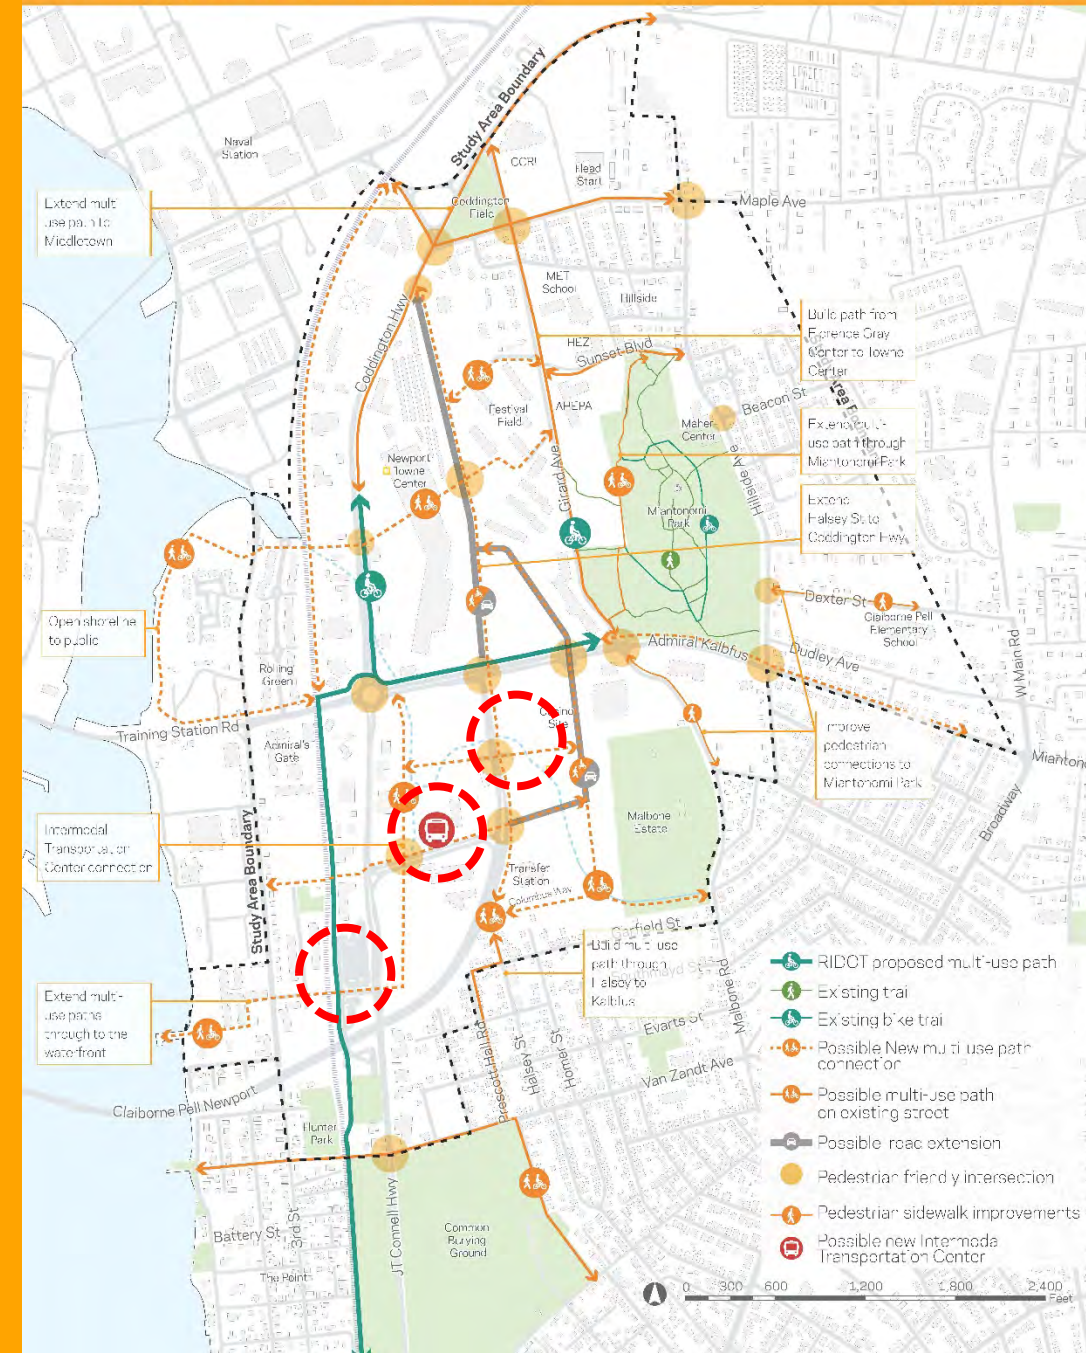 Study Area Boundary
Naval
Station
CCRI
Head
Start
Coddington
Field
Maple Ave
Extend multi
use path to
Middletown
MET
School
Hillside
Coddington Hwy
HEZ
Sunset Blvd
Build path from
Florence Gray
Center to Towne
Center
Festival
Field
AHEPA
Beacon St
Maher
Center
Extend multi-
use path through
Miantonomi Park
Newport
Towne
Center
Girard Ave
Hillside Ave
Miantonomi
Park
Extend
Halsey St to
Coddington Hwy
Open shoreline
to public
Dexter St
Claiborne Pell
Elementary
School
Admiral Kalbfus
Dudley Ave
W Main Rd
Rolling
Green
Training Station Rd
Admiral's
Gate
Casino
Site
Improve
pedestrian
connections to
Miantonomi Park
Broadway
Intermodal
Transportation
Center connection
Malbone
Estate
Transfer
Station
Columbus Way
Study Area Boundary
Garfield St
Build multi-use
path through
Halsey to
Kalbfus
Malbone Rd
Extend multi-
use paths
through to the
waterfront
Evarts St
Van Zandt Ave
Prescott Hall Rd
Halsey St
Homer St
Claiborne Pell Newport
Hunter
Park
Battery St
3rd St
JT Connell Hwy
The Point
Common
Burying
Ground
RIDOT proposed multi-use path
Existing trail
Existing bike trail
Possible New multi use path
connection
Possible multi-use path
on existing street
Possible road extension
Pedestrian friendly intersection
Pedestrian sidewalk improvements
Possible new Intermodal
Transportation Center
0 300 600 1,200 1,800 2,400
Feet